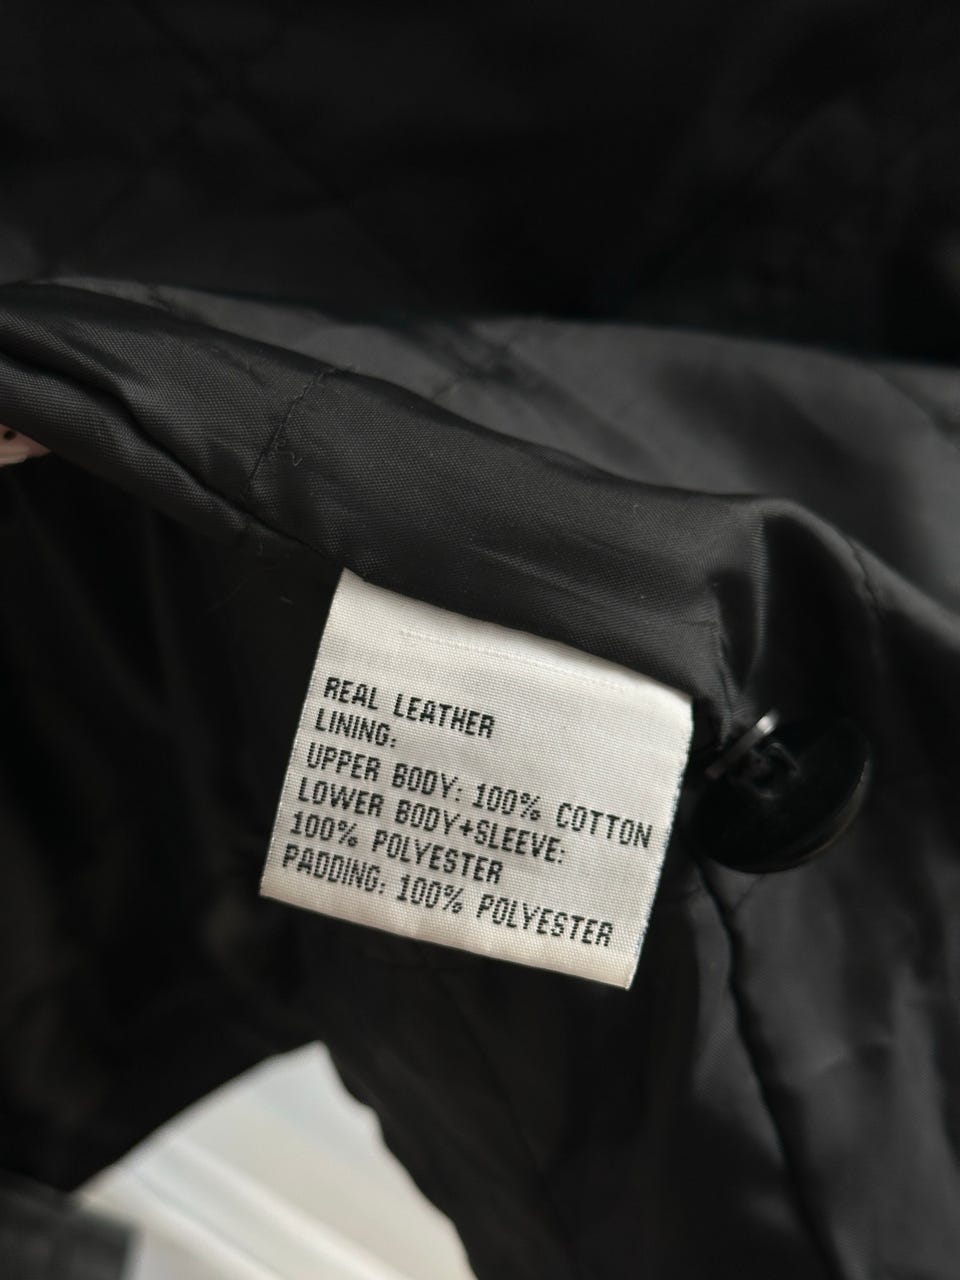 REAL LEATHER
LINING:
UPPER BODY: 100% COTTON
LOWER BODY+SLEEVE:
100% POLYESTER
PADDING: 100% POLYESTER